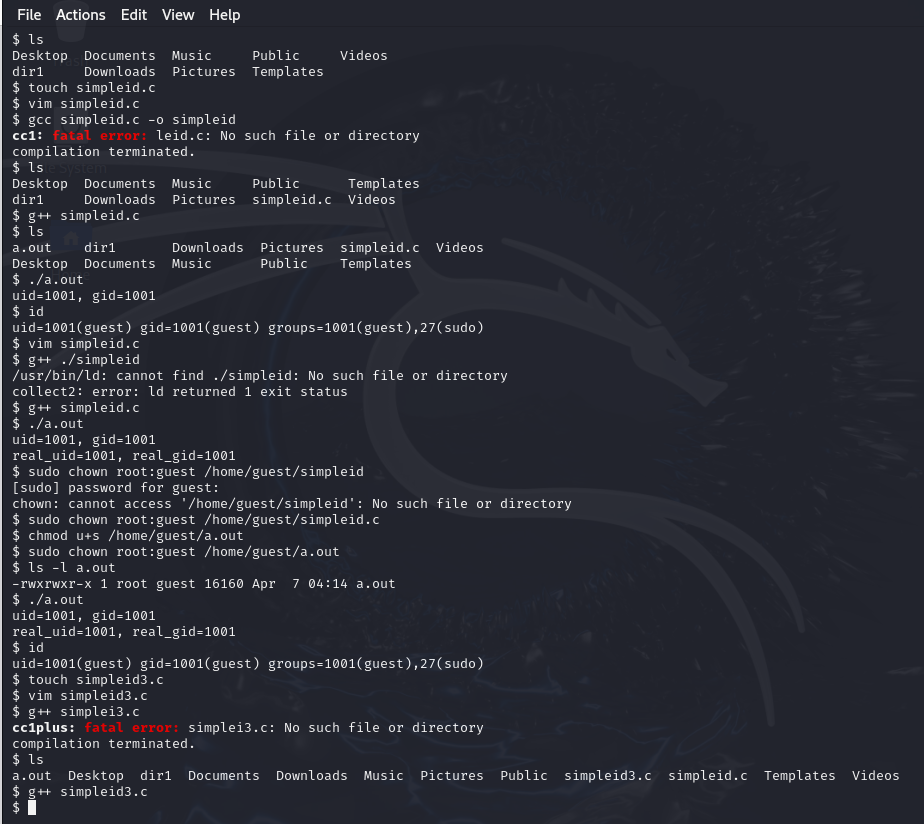 File Actions Edit View Help
$ ls
Desktop Documents Music Public Videos
dir1 Downloads Pictures Templates
$ touch simpleid.c
$ vim simpleid.c
$ gcc simpleid.c -o simpleid
cc1: fatal error: leid.c: No such file or directory
compilation terminated.
$ ls
Desktop Documents Music Public Templates
dir1 Downloads Pictures simpleid.c Videos
$ g++ simpleid.c
$ ls
a.out dir1 Downloads Pictures simpleid.c Videos
Desktop Documents Music Public Templates
$ ./a.out
uid=1001, gid=1001
$ id
uid=1001(guest) gid=1001(guest) groups=1001(guest),27(sudo)
$ vim simpleid.c
$ g++ ./simpleid
/usr/bin/ld: cannot find ./simpleid: No such file or directory
collect2: error: ld returned 1 exit status
$ g++ simpleid.c
$ ./a.out
uid=1001, gid=1001
real_uid=1001, real_gid=1001
$ sudo chown root:guest /home/guest/simpleid
[sudo] password for guest:
chown: cannot access '/home/guest/simpleid': No such file or directory
$ sudo chown root:guest /home/guest/simpleid.c
$ chmod u+s /home/guest/a.out
$ sudo chown root:guest /home/guest/a.out
$ ls -l a.out
-rwxrwxr-x 1 root guest 16160 Apr 7 04:14 a.out
$ ./a.out
uid=1001, gid=1001
real_uid=1001, real_gid=1001
$ id
uid=1001(guest) gid=1001(guest) groups=1001(guest),27(sudo)
$ touch simpleid3.c
$ vim simpleid3.c
$ g++ simplei3.c
cc1plus: fatal error: simplei3.c: No such file or directory
compilation terminated.
$ ls
a.out Desktop dir1 Documents Downloads Music Pictures Public simpleid3.c simpleid.c Templates Videos
$ g++ simpleid3.c
$